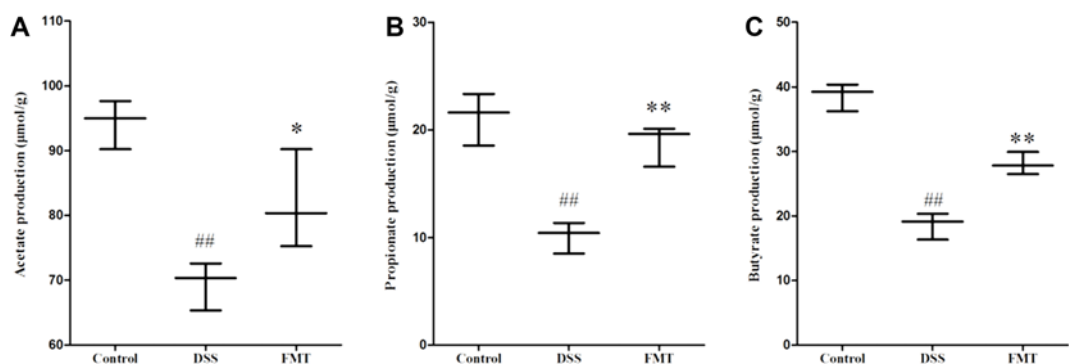 A
Acetate production (μmol/g)
110
100
90
80
70
60
##
*
Control DSS FMT
B
Propionate production (μmol/g)
30
20
10
0
##
**
Control DSS FMT
C
Butyrate production (μmol/g)
50
40
30
20
10
0
##
**
Control DSS FMT